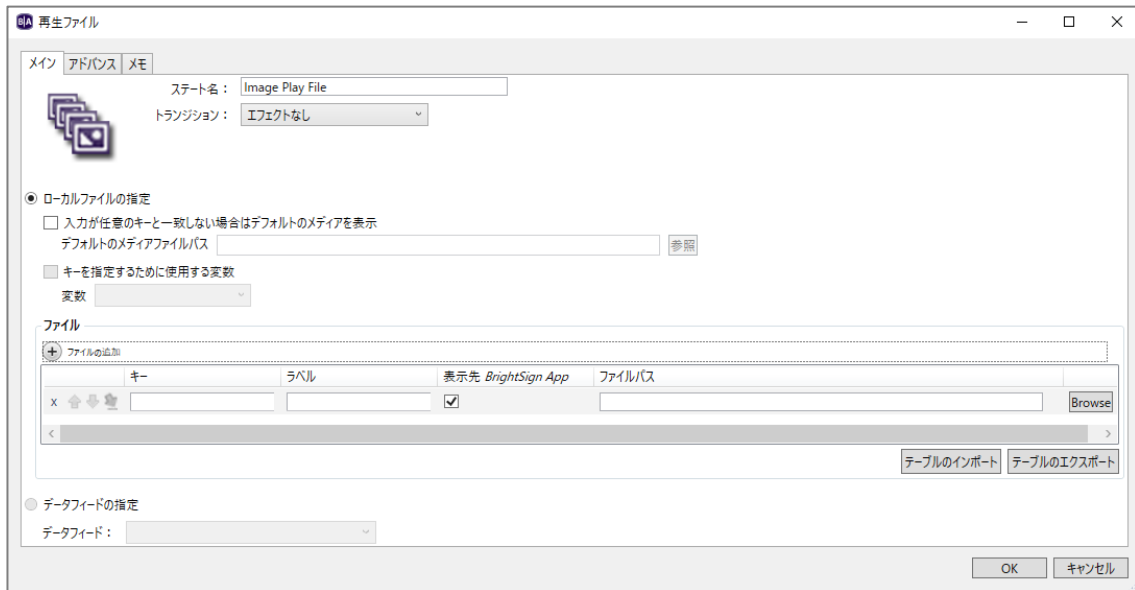 B|A 再生ファイル
メイン アドバンス メモ
ステート名： Image Play File
トランジション： エフェクトなし
ローカルファイルの指定
入力が任意のキーと一致しない場合はデフォルトのメディアを表示
デフォルトのメディアファイルパス 参照
キーを指定するために使用する変数
変数
ファイル
+ ファイルの追加
キー ラベル 表示先 BrightSign App ファイルパス
x Browse
テーブルのインポート テーブルのエクスポート
データフィードの指定
データフィード：
OK キャンセル